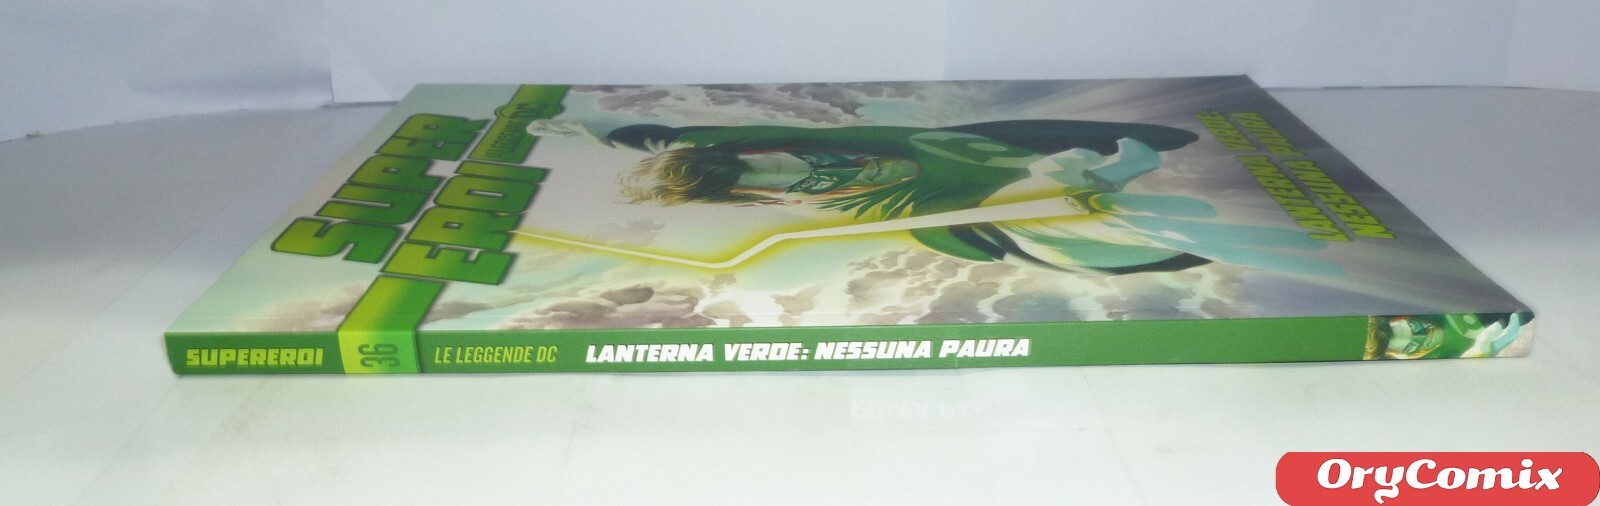 SUPER
EROI
LANTERNA VERDE:
NESSUNA PAURA
SUPEREROI 36 LE LEGGENDE DC LANTERNA VERDE: NESSUNA PAURA
OryComix